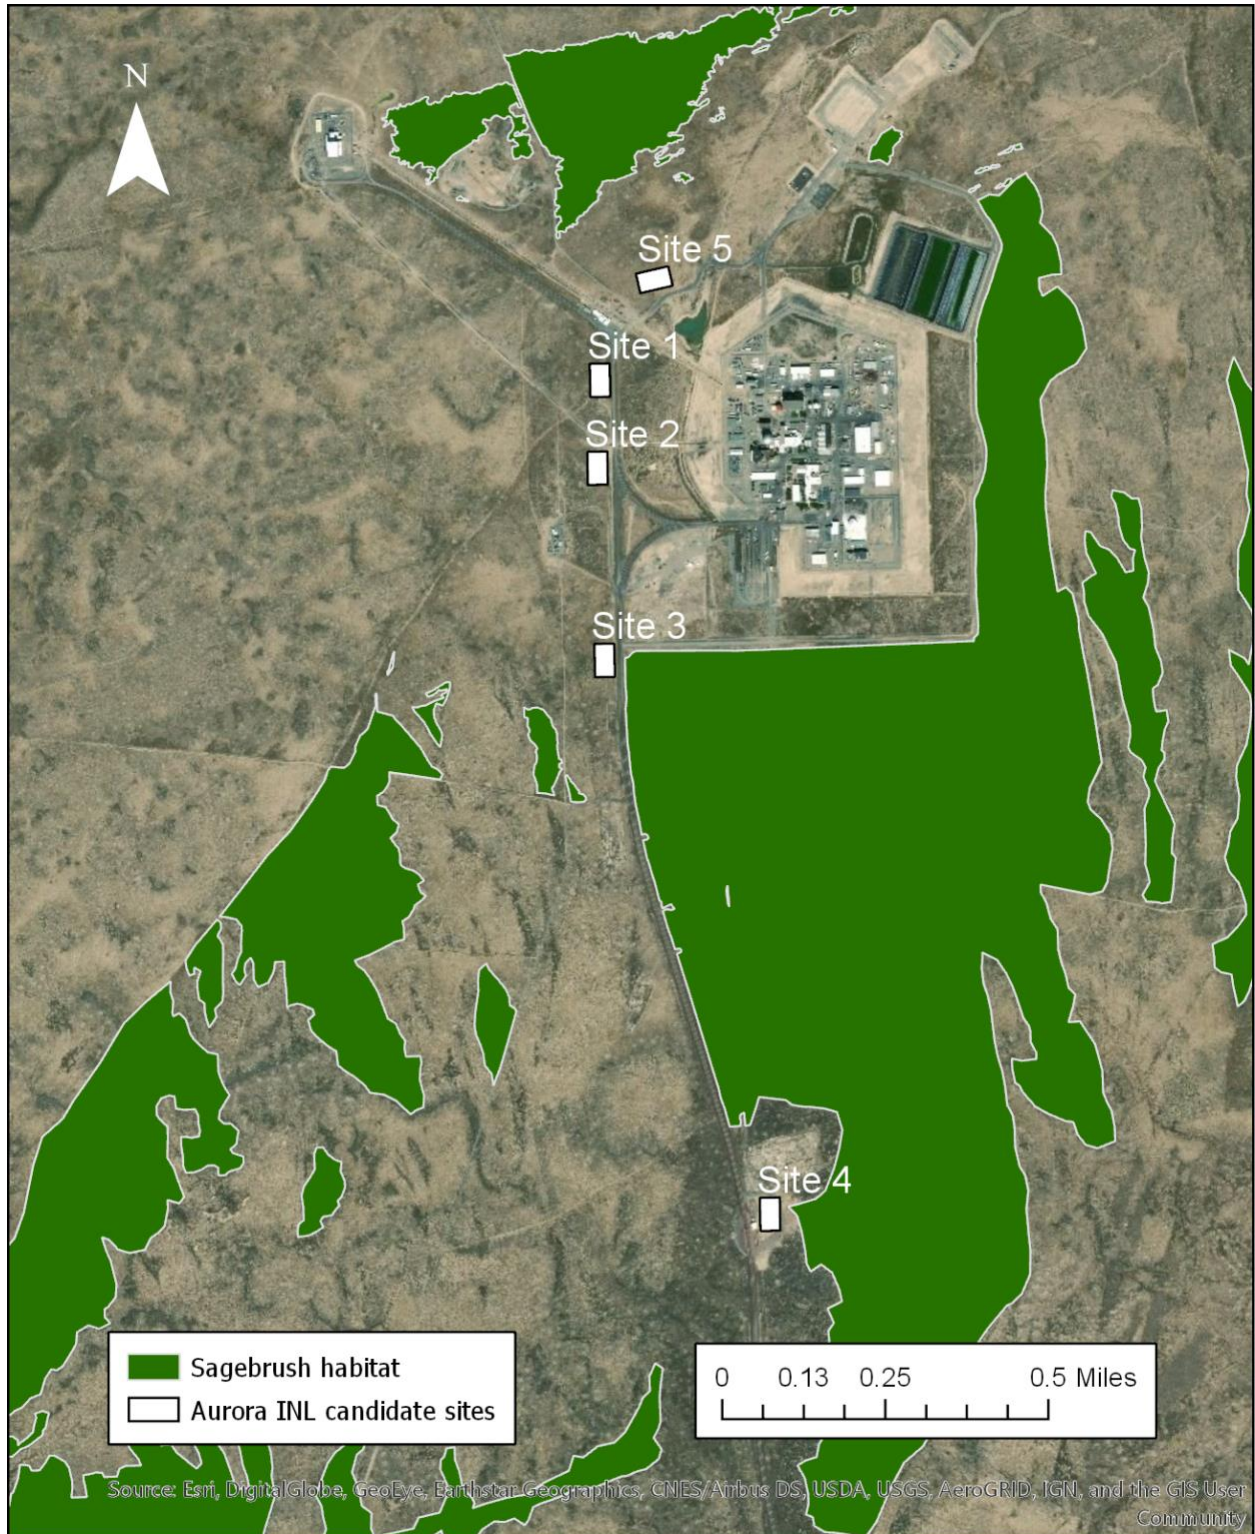 N
Site 5
Site 1
Site 2
Site 3
Site 4
Sagebrush habitat
Aurora INL candidate sites
0 0.13 0.25 0.5 Miles
Source: Esri, DigitalGlobe, GeoEye, Earthstar Geographics, CNES/Airbus DS, USDA, USGS, AeroGRID, IGN, and the GIS User
Community